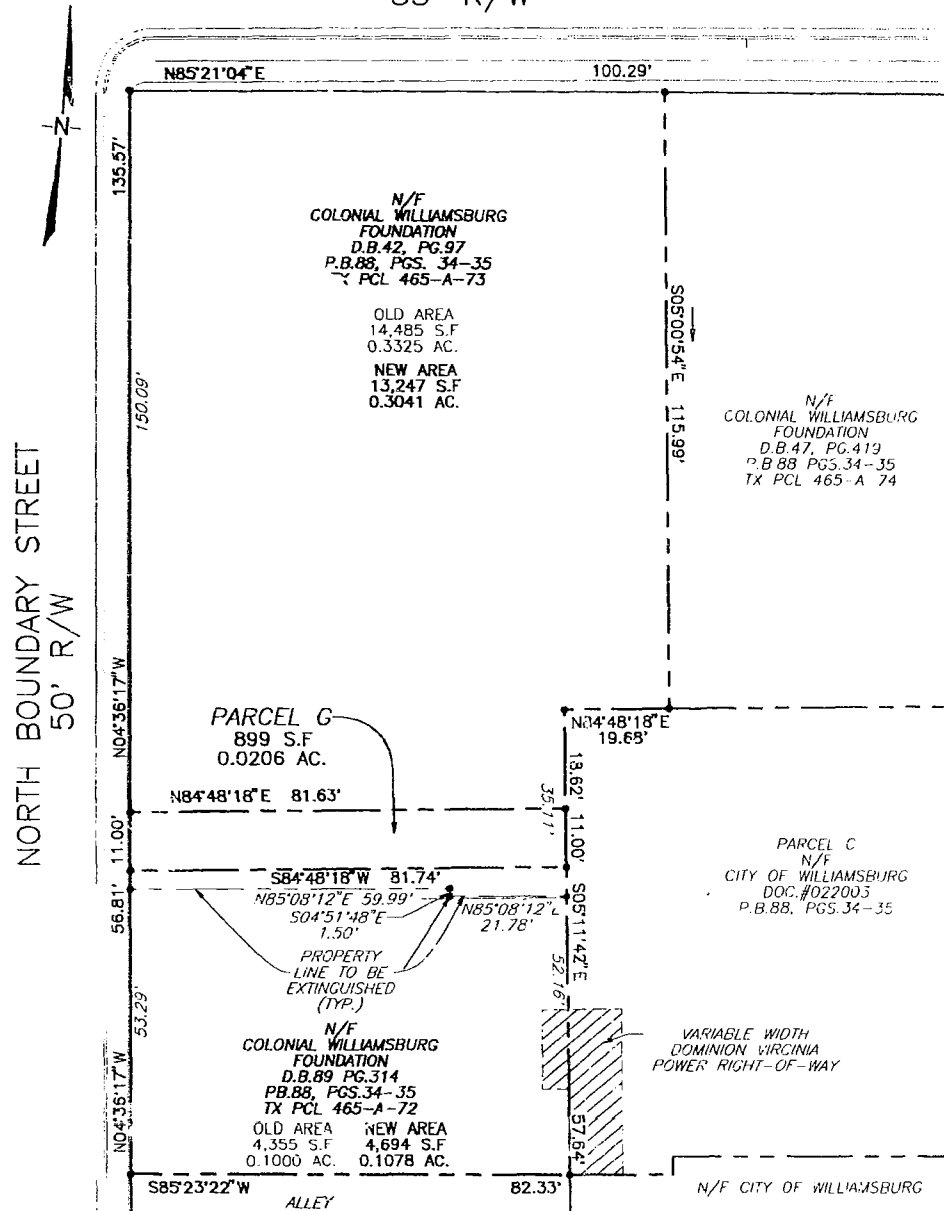 R/W
N85°21'04"E
100.29'
N
135.57'
N/F
COLONIAL WILLIAMSBURG
FOUNDATION
D.B.42, PG.97
P.B.88, PGS. 34-35
PCL 465-A-73
OLD AREA
14,485 S.F
0.3325 AC.
NEW AREA
13,247 S.F
0.3041 AC.
S05°00'54"E 115.99'
150.09'
N/F
COLONIAL WILLIAMSBURG
FOUNDATION
D.B.47, PG.419
P.B 88 PGS.34-35
TX PCL 465-A 74
NORTH BOUNDARY STREET
50' R/W
N04°36'17"W
N84°48'18"E
19.68'
PARCEL G
899 S.F
0.0206 AC.
18.62'
35.11'
N84°48'18"E 81.63'
11.00'
11.00'
PARCEL C
N/F
CITY OF WILLIAMSBURG
DOC.#022003
P.B.88, PGS.34-35
S84°48'18"W 81.74'
56.81'
N85°08'12"E 59.99'
S04°51'48"E
1.50'
N85°08'12"E
21.78'
S05°11'42"E
52.16'
PROPERTY
LINE TO BE
EXTINGUISHED
(TYP.)
53.29'
N/F
COLONIAL WILLIAMSBURG
FOUNDATION
D.B.89 PG.314
PB.88, PGS.34-35
TX PCL 465-A-72
OLD AREA NEW AREA
4,355 S.F 4,694 S.F
0.1000 AC. 0.1078 AC.
VARIABLE WIDTH
DOMINION VIRGINIA
POWER RIGHT-OF-WAY
N04°36'17"W
57.64'
S85°23'22"W
82.33'
ALLEY
N/F CITY OF WILLIAMSBURG